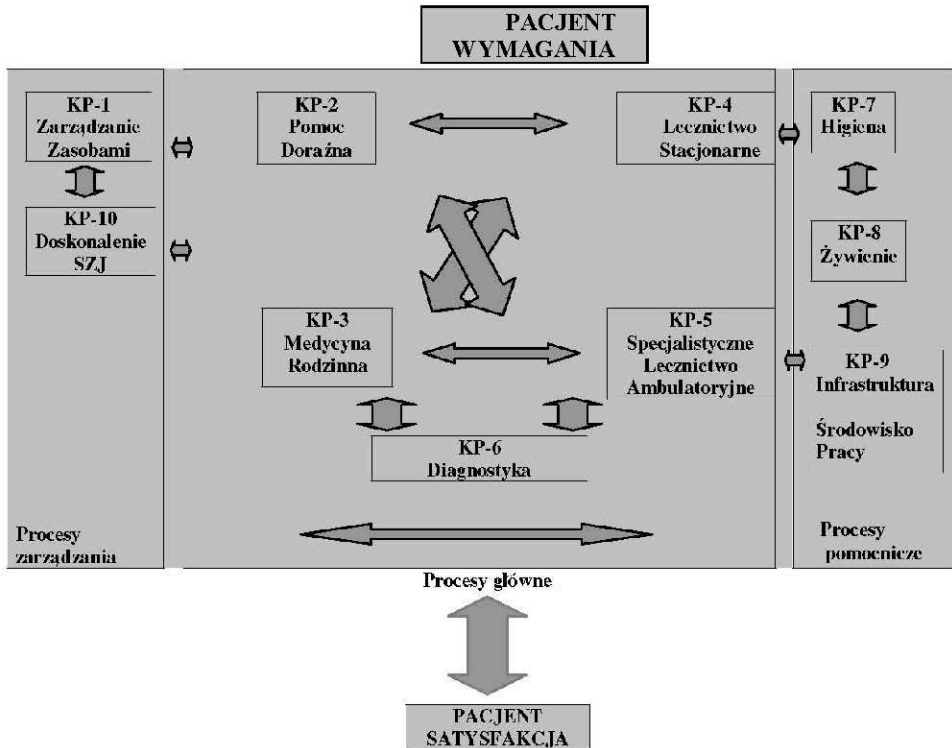 PACJENT
WYMAGANIA
KP-1
Zarządzanie
Zasobami
KP-10
Doskonalenie
SZJ
Procesy
zarządzania
KP-2
Pomoc
Doraźna
KP-4
Lecznictwo
Stacjonarne
KP-3
Medycyna
Rodzinna
KP-5
Specjalistyczne
Lecznictwo
Ambulatoryjne
KP-6
Diagnostyka
Procesy główne
KP-7
Higiena
KP-8
Żywienie
KP-9
Infrastruktura
Środowisko
Pracy
Procesy
pomocnicze
PACJENT
SATYSFAKCJA